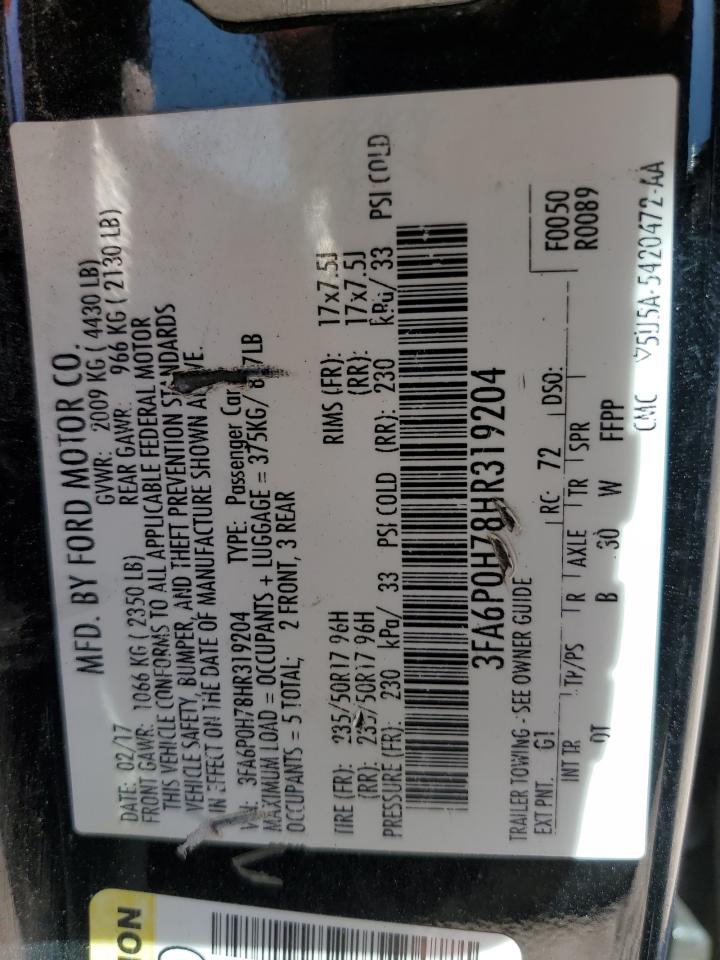 MFD. BY FORD MOTOR CO.
DATE: 02/17 GVWR: 2009 KG ( 4430 LB)
FRONT GAWR: 1066 KG ( 2350 LB) REAR GAWR: 966 KG ( 2130 LB)
THIS VEHICLE CONFORMS TO ALL APPLICABLE FEDERAL MOTOR
VEHICLE SAFETY, BUMPER, AND THEFT PREVENTION STANDARDS
IN EFFECT ON THE DATE OF MANUFACTURE SHOWN
VIN: 3FA6P0H78HR319204 TYPE: Passenger Car
MAXIMUM LOAD = OCCUPANTS + LUGGAGE = 375KG/
OCCUPANTS = 5 TOTAL; 2 FRONT, 3 REAR
TIRE (FR): 235/50R17 96H RIMS (FR): 17x7.5J
(RR): 235/50R17 96H (RR): 17x7.5J
PRESSURE (FR): 230 kPa/ 33 PSI COLD (RR): 230 kPa/ 33 PSI COLD
3FA6P0H78HR319204
TRAILER TOWING - SEE OWNER GUIDE
EXT PNT: G1 RC: 72 DSO: F0050
R0089
INT TR TP/PS R AXLE TR SPR
B 30 W FFPP
CMC 5U5A-5420472-AA